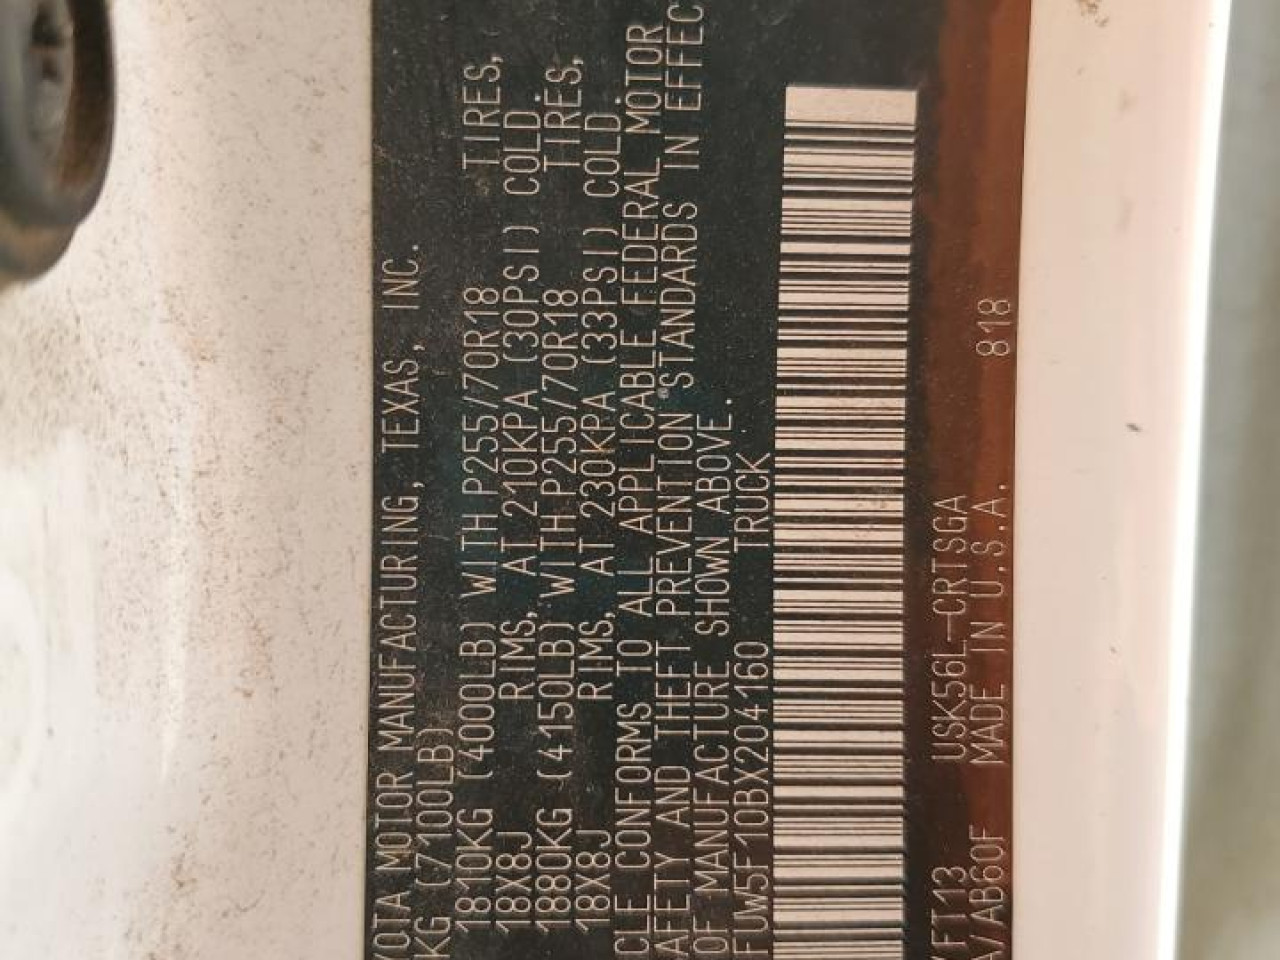 YOTA MOTOR MANUFACTURING, TEXAS, INC.
KG (7100LB)
1810KG (4000LB) WITH P255/70R18 TIRES,
18X8J RIMS, AT 210KPA (30PSI) COLD.
1880KG (4150LB) WITH P255/70R18 TIRES,
18X8J RIMS, AT 230KPA (33PSI) COLD.
CLE CONFORMS TO ALL APPLICABLE FEDERAL MOTOR
AFETY AND THEFT PREVENTION STANDARDS IN EFFEC
OF MANUFACTURE SHOWN ABOVE.
FUW5F10BX204160 TRUCK
YFT13 USK56L-CRTSGA
A/AB60F MADE IN U.S.A. 818